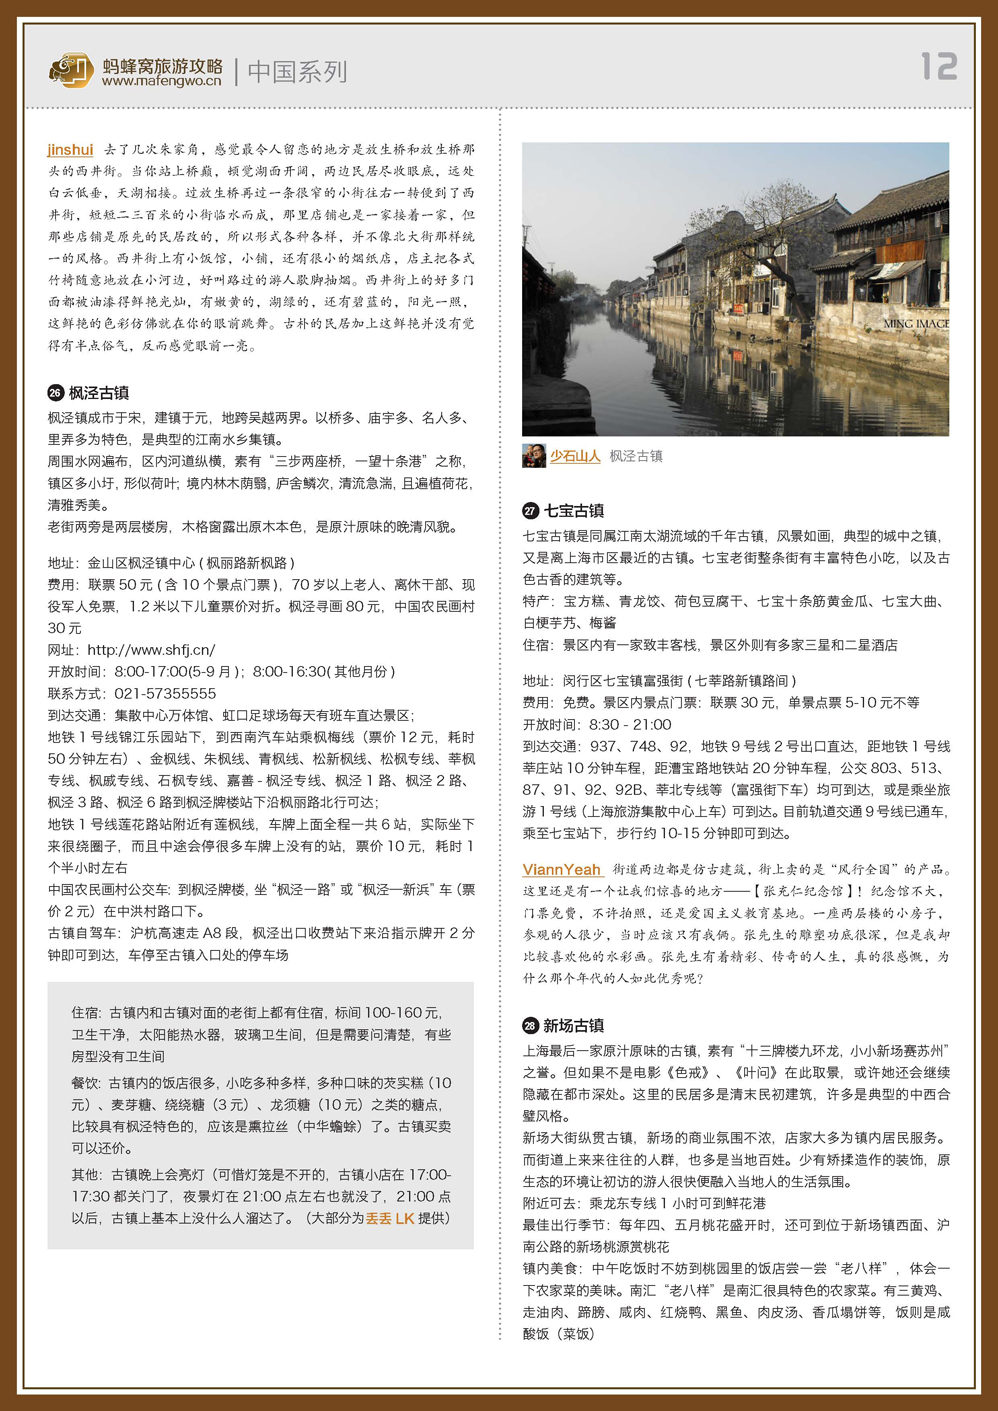 蚂蜂窝旅游攻略
www.mafengwo.cn
中国系列
12
jinshui 去了几次朱家角，感觉最令人留恋的地方是放生桥和放生桥那
头的西井街。当你站上桥巅，顿觉湖面开阔，两边民居尽收眼底，远处
白云低垂，天湖相接。过放生桥再过一条很窄的小街往右一转便到了西
井街，短短二三百米的小街临水而成，那里店铺也是一家接着一家，但
那些店铺是原先的民居改的，所以形式各种各样，并不像北大街那样统
一的风格。西井街上有小饭馆，小铺，还有很小的烟纸店，店主把各式
竹椅随意地放在小河边，好叫路过的游人歇脚抽烟。西井街上的好多门
面都被油漆得鲜艳光灿，有嫩黄的，湖绿的，还有碧蓝的，阳光一照，
这鲜艳的色彩仿佛就在你的眼前跳舞。古朴的民居加上这鲜艳并没有觉
得有半点俗气，反而感觉眼前一亮。
26 枫泾古镇
枫泾镇成市于宋，建镇于元，地跨吴越两界。以桥多、庙宇多、名人多、
里弄多为特色，是典型的江南水乡集镇。
周围水网遍布，区内河道纵横，素有“三步两座桥，一望十条港”之称，
镇区多小圩，形似荷叶；境内林木荫翳，庐舍鳞次，清流急湍，且遍植荷花，
清雅秀美。
老街两旁是两层楼房，木格窗露出原木本色，是原汁原味的晚清风貌。
地址：金山区枫泾镇中心 ( 枫丽路新枫路 )
费用：联票 50 元 ( 含 10 个景点门票 )，70 岁以上老人、离休干部、现
役军人免票，1.2 米以下儿童票价对折。枫泾寻画 80 元，中国农民画村
30 元
网址：http://www.shfj.cn/
开放时间：8:00-17:00(5-9 月 )；8:00-16:30( 其他月份 )
联系方式：021-57355555
到达交通：集散中心万体馆、虹口足球场每天有班车直达景区；
地铁 1 号线锦江乐园站下，到西南汽车站乘枫梅线（票价 12 元，耗时
50 分钟左右）、金枫线、朱枫线、青枫线、松新枫线、松枫专线、莘枫
专线、枫戚专线、石枫专线、嘉善 - 枫泾专线、枫泾 1 路、枫泾 2 路、
枫泾 3 路、枫泾 6 路到枫泾牌楼站下沿枫丽路北行可达；
地铁 1 号线莲花路站附近有莲枫线，车牌上面全程一共 6 站，实际坐下
来很绕圈子，而且中途会停很多车牌上没有的站，票价 10 元，耗时 1
个半小时左右
中国农民画村公交车：到枫泾牌楼，坐“枫泾一路”或“枫泾—新浜”车（票
价 2 元）在中洪村路口下。
古镇自驾车：沪杭高速走 A8 段，枫泾出口收费站下来沿指示牌开 2 分
钟即可到达，车停至古镇入口处的停车场
住宿：古镇内和古镇对面的老街上都有住宿，标间 100-160 元，
卫生干净，太阳能热水器，玻璃卫生间，但是需要问清楚，有些
房型没有卫生间
餐饮：古镇内的饭店很多，小吃多种多样，多种口味的芡实糕（10
元）、麦芽糖、绕绕糖（3 元）、龙须糖（10 元）之类的糖点，
比较具有枫泾特色的，应该是熏拉丝（中华蟾蜍）了。古镇买卖
可以还价。
其他：古镇晚上会亮灯（可惜灯笼是不开的，古镇小店在 17:00-
17:30 都关门了，夜景灯在 21:00 点左右也就没了，21:00 点
以后，古镇上基本上没什么人溜达了。（大部分为丢丢 LK 提供）
MING IMAGE
少石山人 枫泾古镇
27 七宝古镇
七宝古镇是同属江南太湖流域的千年古镇，风景如画，典型的城中之镇，
又是离上海市区最近的古镇。七宝老街整条街有丰富特色小吃，以及古
色古香的建筑等。
特产：宝方糕、青龙饺、荷包豆腐干、七宝十条筋黄金瓜、七宝大曲、
白梗芋艿、梅酱
住宿：景区内有一家致丰客栈，景区外则有多家三星和二星酒店
地址：闵行区七宝镇富强街 ( 七莘路新镇路间 )
费用：免费。景区内景点门票：联票 30 元，单景点票 5-10 元不等
开放时间：8:30 - 21:00
到达交通：937、748、92，地铁 9 号线 2 号出口直达，距地铁 1 号线
莘庄站 10 分钟车程，距漕宝路地铁站 20 分钟车程，公交 803、513、
87、91、92、92B、莘北专线等（富强街下车）均可到达，或是乘坐旅
游 1 号线（上海旅游集散中心上车）可到达。目前轨道交通 9 号线已通车，
乘至七宝站下，步行约 10-15 分钟即可到达。
ViannYeah 街道两边都是仿古建筑，街上卖的是“风行全国”的产品。
这里还是有一个让我们惊喜的地方——【张充仁纪念馆】！纪念馆不大，
门票免费，不许拍照，还是爱国主义教育基地。一座两层楼的小房子，
参观的人很少，当时应该只有我俩。张先生的雕塑功底很深，但是我却
比较喜欢他的水彩画。张先生有着精彩、传奇的人生，真的很感慨，为
什么那个年代的人如此优秀呢？
28 新场古镇
上海最后一家原汁原味的古镇，素有“十三牌楼九环龙，小小新场赛苏州”
之誉。但如果不是电影《色戒》、《叶问》在此取景，或许她还会继续
隐藏在都市深处。这里的民居多是清末民初建筑，许多是典型的中西合
璧风格。
新场大街纵贯古镇，新场的商业氛围不浓，店家大多为镇内居民服务。
而街道上来来往往的人群，也多是当地百姓。少有矫揉造作的装饰，原
生态的环境让初访的游人很快便融入当地人的生活氛围。
附近可去：乘龙东专线 1 小时可到鲜花港
最佳出行季节：每年四、五月桃花盛开时，还可到位于新场镇西面、沪
南公路的新场桃源赏桃花
镇内美食：中午吃饭时不妨到桃园里的饭店尝一尝“老八样”，体会一
下农家菜的美味。南汇“老八样”是南汇很具特色的农家菜。有三黄鸡、
走油肉、蹄膀、咸肉、红烧鸭、黑鱼、肉皮汤、香瓜塌饼等，饭则是咸
酸饭（菜饭）